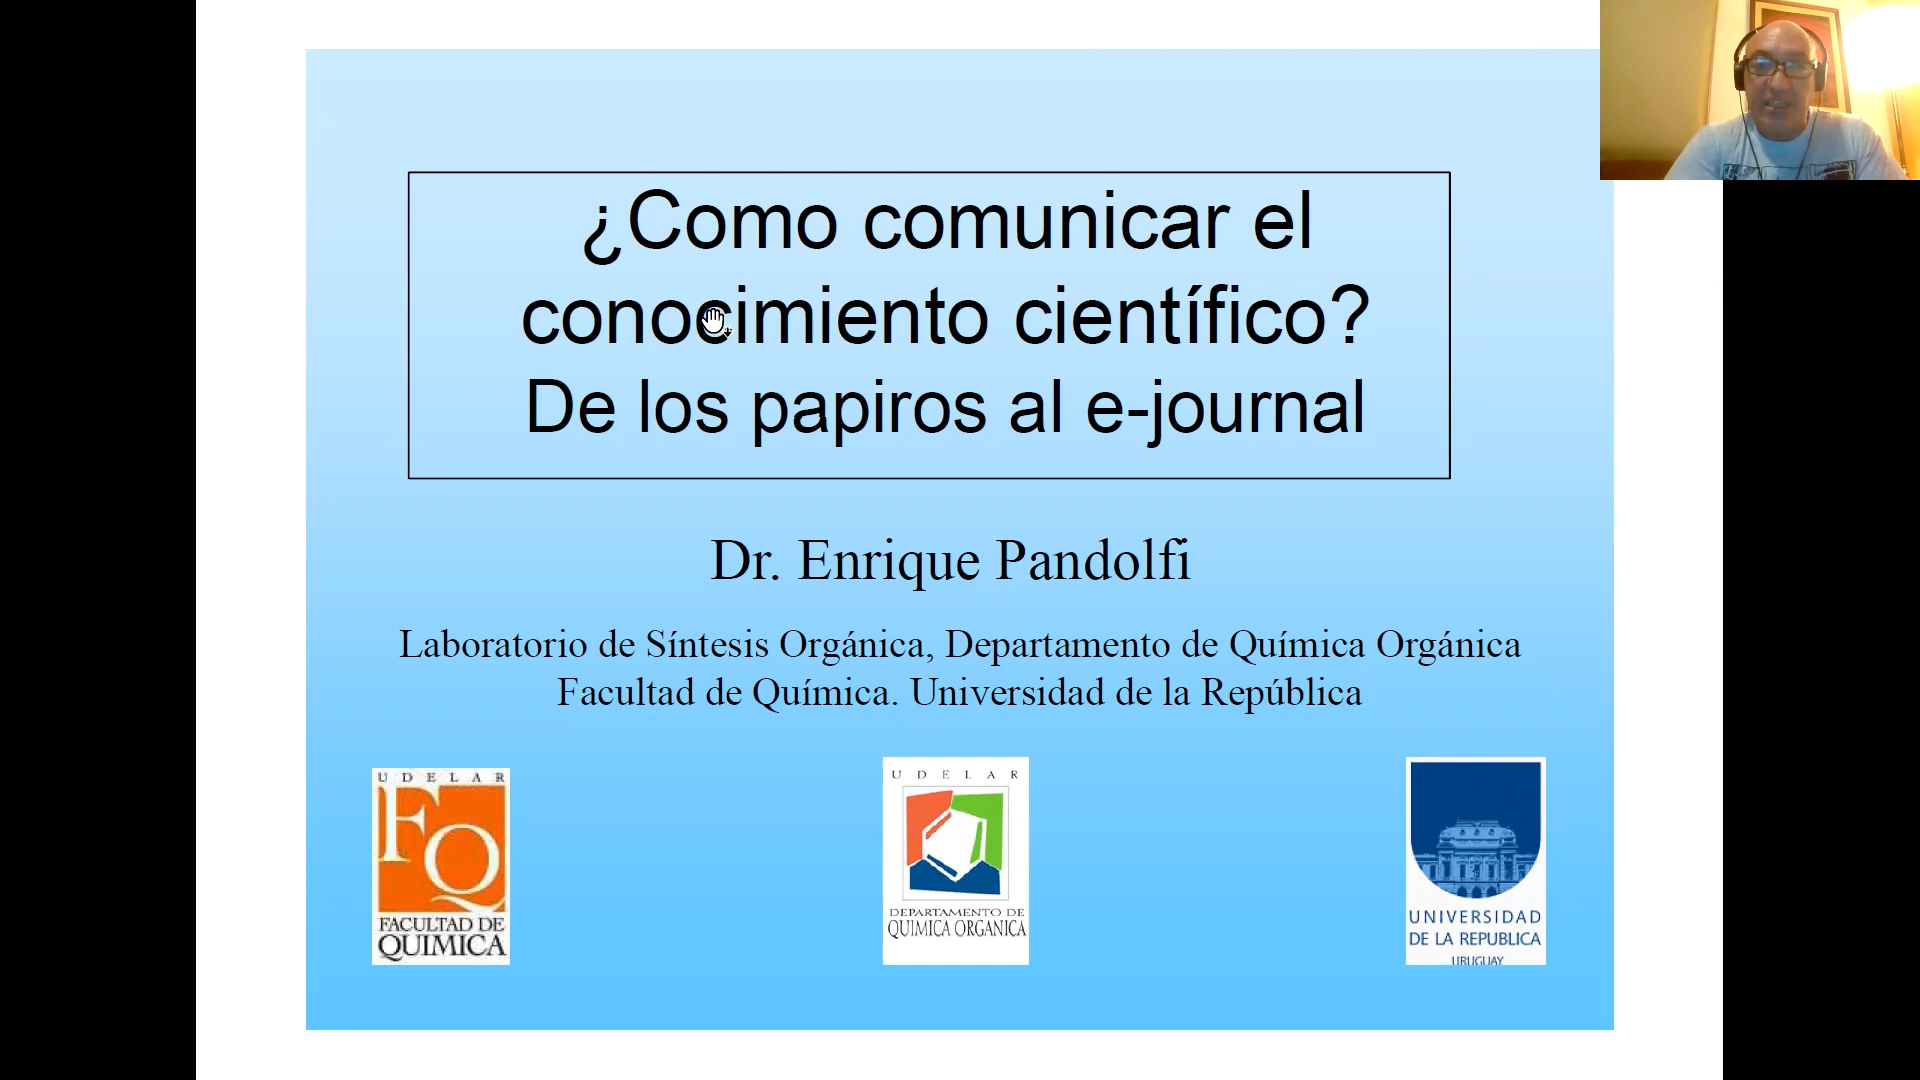 ¿Como comunicar el
conocimiento científico?
De los papiros al e-journal
Dr. Enrique Pandolfi
Laboratorio de Síntesis Orgánica, Departamento de Química Orgánica
Facultad de Química. Universidad de la República
UDELAR
FQ
FACULTAD DE
QUIMICA
UDELAR
DEPARTAMENTO DE
QUIMICA ORGANICA
UNIVERSIDAD
DE LA REPUBLICA
URUGUAY